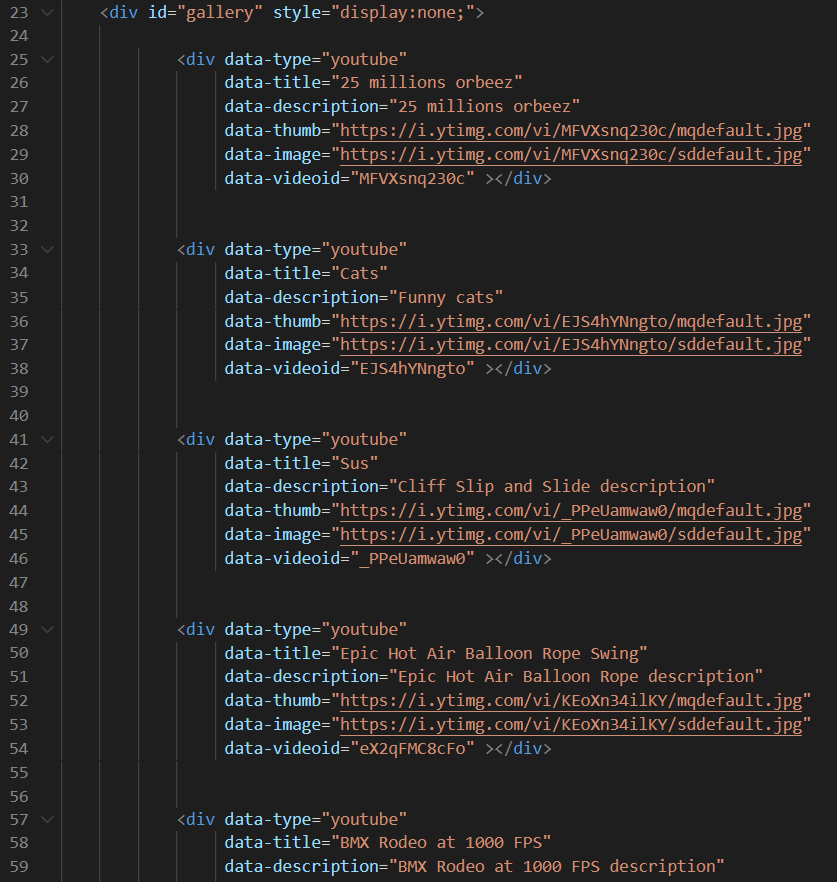 23 <div id="gallery" style="display:none;">
24
25 <div data-type="youtube"
26 data-title="25 millions orbeez"
27 data-description="25 millions orbeez"
28 data-thumb="https://i.ytimg.com/vi/MFVXsnq230c/mqdefault.jpg"
29 data-image="https://i.ytimg.com/vi/MFVXsnq230c/sddefault.jpg"
30 data-videoid="MFVXsnq230c" ></div>
31
32
33 <div data-type="youtube"
34 data-title="Cats"
35 data-description="Funny cats"
36 data-thumb="https://i.ytimg.com/vi/EJS4hYNngto/mqdefault.jpg"
37 data-image="https://i.ytimg.com/vi/EJS4hYNngto/sddefault.jpg"
38 data-videoid="EJS4hYNngto" ></div>
39
40
41 <div data-type="youtube"
42 data-title="Sus"
43 data-description="Cliff Slip and Slide description"
44 data-thumb="https://i.ytimg.com/vi/_PPeUamwaw0/mqdefault.jpg"
45 data-image="https://i.ytimg.com/vi/_PPeUamwaw0/sddefault.jpg"
46 data-videoid="_PPeUamwaw0" ></div>
47
48
49 <div data-type="youtube"
50 data-title="Epic Hot Air Balloon Rope Swing"
51 data-description="Epic Hot Air Balloon Rope description"
52 data-thumb="https://i.ytimg.com/vi/KEoXn34ilKY/mqdefault.jpg"
53 data-image="https://i.ytimg.com/vi/KEoXn34ilKY/sddefault.jpg"
54 data-videoid="eX2qFMC8cFo" ></div>
55
56
57 <div data-type="youtube"
58 data-title="BMX Rodeo at 1000 FPS"
59 data-description="BMX Rodeo at 1000 FPS description"